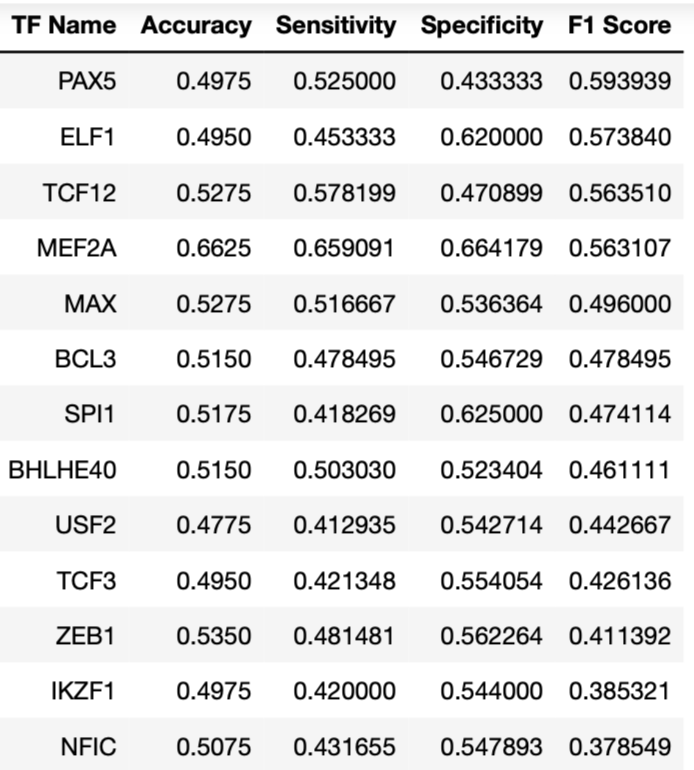 TF Name Accuracy Sensitivity Specificity F1 Score
PAX5 0.4975 0.525000 0.433333 0.593939
ELF1 0.4950 0.453333 0.620000 0.573840
TCF12 0.5275 0.578199 0.470899 0.563510
MEF2A 0.6625 0.659091 0.664179 0.563107
MAX 0.5275 0.516667 0.536364 0.496000
BCL3 0.5150 0.478495 0.546729 0.478495
SPI1 0.5175 0.418269 0.625000 0.474114
BHLHE40 0.5150 0.503030 0.523404 0.461111
USF2 0.4775 0.412935 0.542714 0.442667
TCF3 0.4950 0.421348 0.554054 0.426136
ZEB1 0.5350 0.481481 0.562264 0.411392
IKZF1 0.4975 0.420000 0.544000 0.385321
NFIC 0.5075 0.431655 0.547893 0.378549